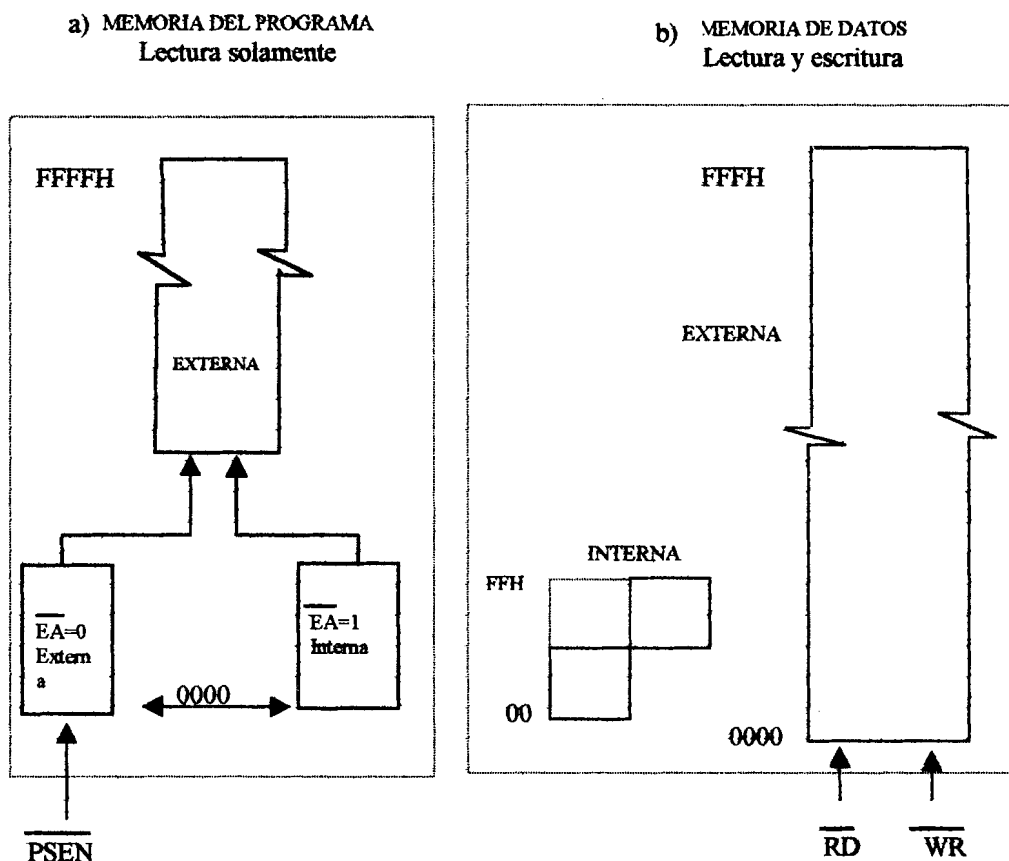 a) MEMORIA DEL PROGRAMA
Lectura solamente
FFFFH
EXTERNA
EA=0
Extern
a
EA=1
Interna
0000
PSEN
b) MEMORIA DE DATOS
Lectura y escritura
FFFH
EXTERNA
INTERNA
FFH
00
0000
RD
WR